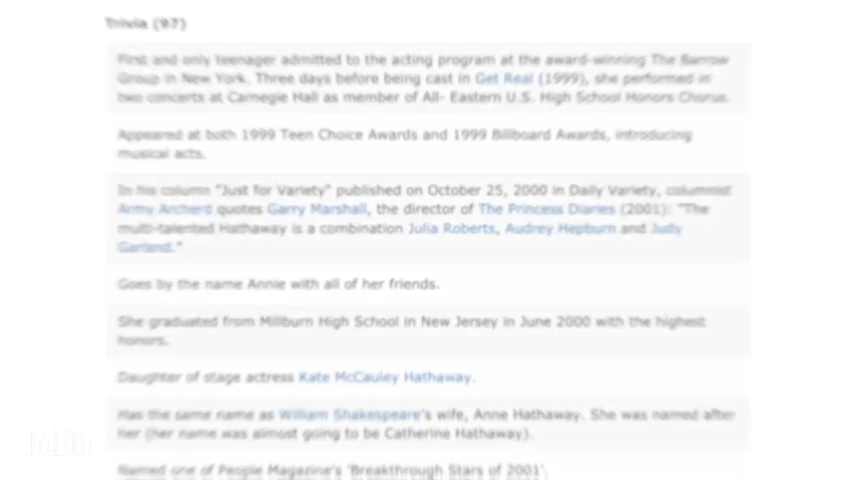 Trivia (97)
First and only teenager admitted to the acting program at the award-winning The Barrow
Group in New York. Three days before being cast in Get Real (1999), she performed in
two concerts at Carnegie Hall as member of All- Eastern U.S. High School Honors Chorus.
Appeared at both 1999 Teen Choice Awards and 1999 Billboard Awards, introducing
musical acts.
In his column "Just for Variety" published on October 25, 2000 in Daily Variety, columnist
Army Archerd quotes Garry Marshall, the director of The Princess Diaries (2001): "The
multi-talented Hathaway is a combination Julia Roberts, Audrey Hepburn and Judy
Garland."
Goes by the name Annie with all of her friends.
She graduated from Millburn High School in New Jersey in June 2000 with the highest
honors.
Daughter of stage actress Kate McCauley Hathaway.
Has the same name as William Shakespeare's wife, Anne Hathaway. She was named after
her (her name was almost going to be Catherine Hathaway).
Named one of People Magazine's 'Breakthrough Stars of 2001'.
IMDb